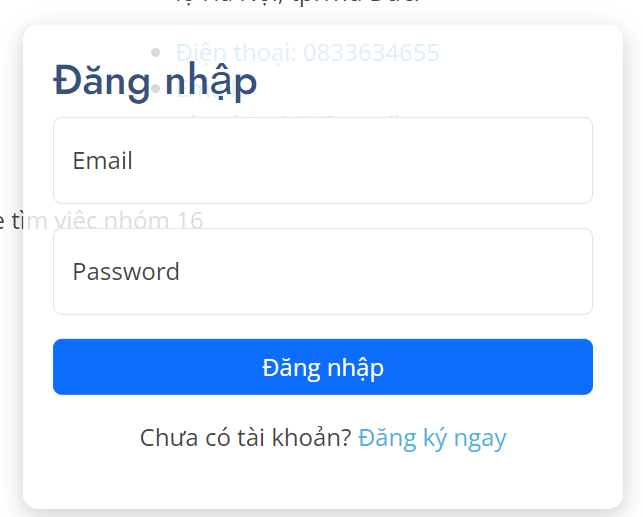 Điện thoại: 0833634655
Đăng nhập
Email
e tìm việc nhóm 16
Password
Đăng nhập
Chưa có tài khoản? Đăng ký ngay